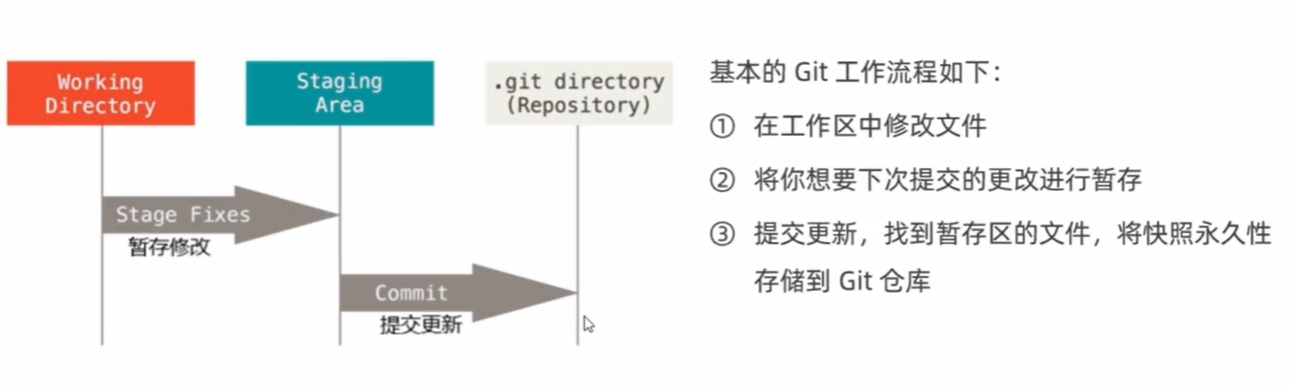 Working
Directory
Staging
Area
.git directory
(Repository)
Stage Fixes
暂存修改
Commit
提交更新
基本的 Git 工作流程如下：
① 在工作区中修改文件
② 将你想要下次提交的更改进行暂存
③ 提交更新，找到暂存区的文件，将快照永久性
存储到 Git 仓库